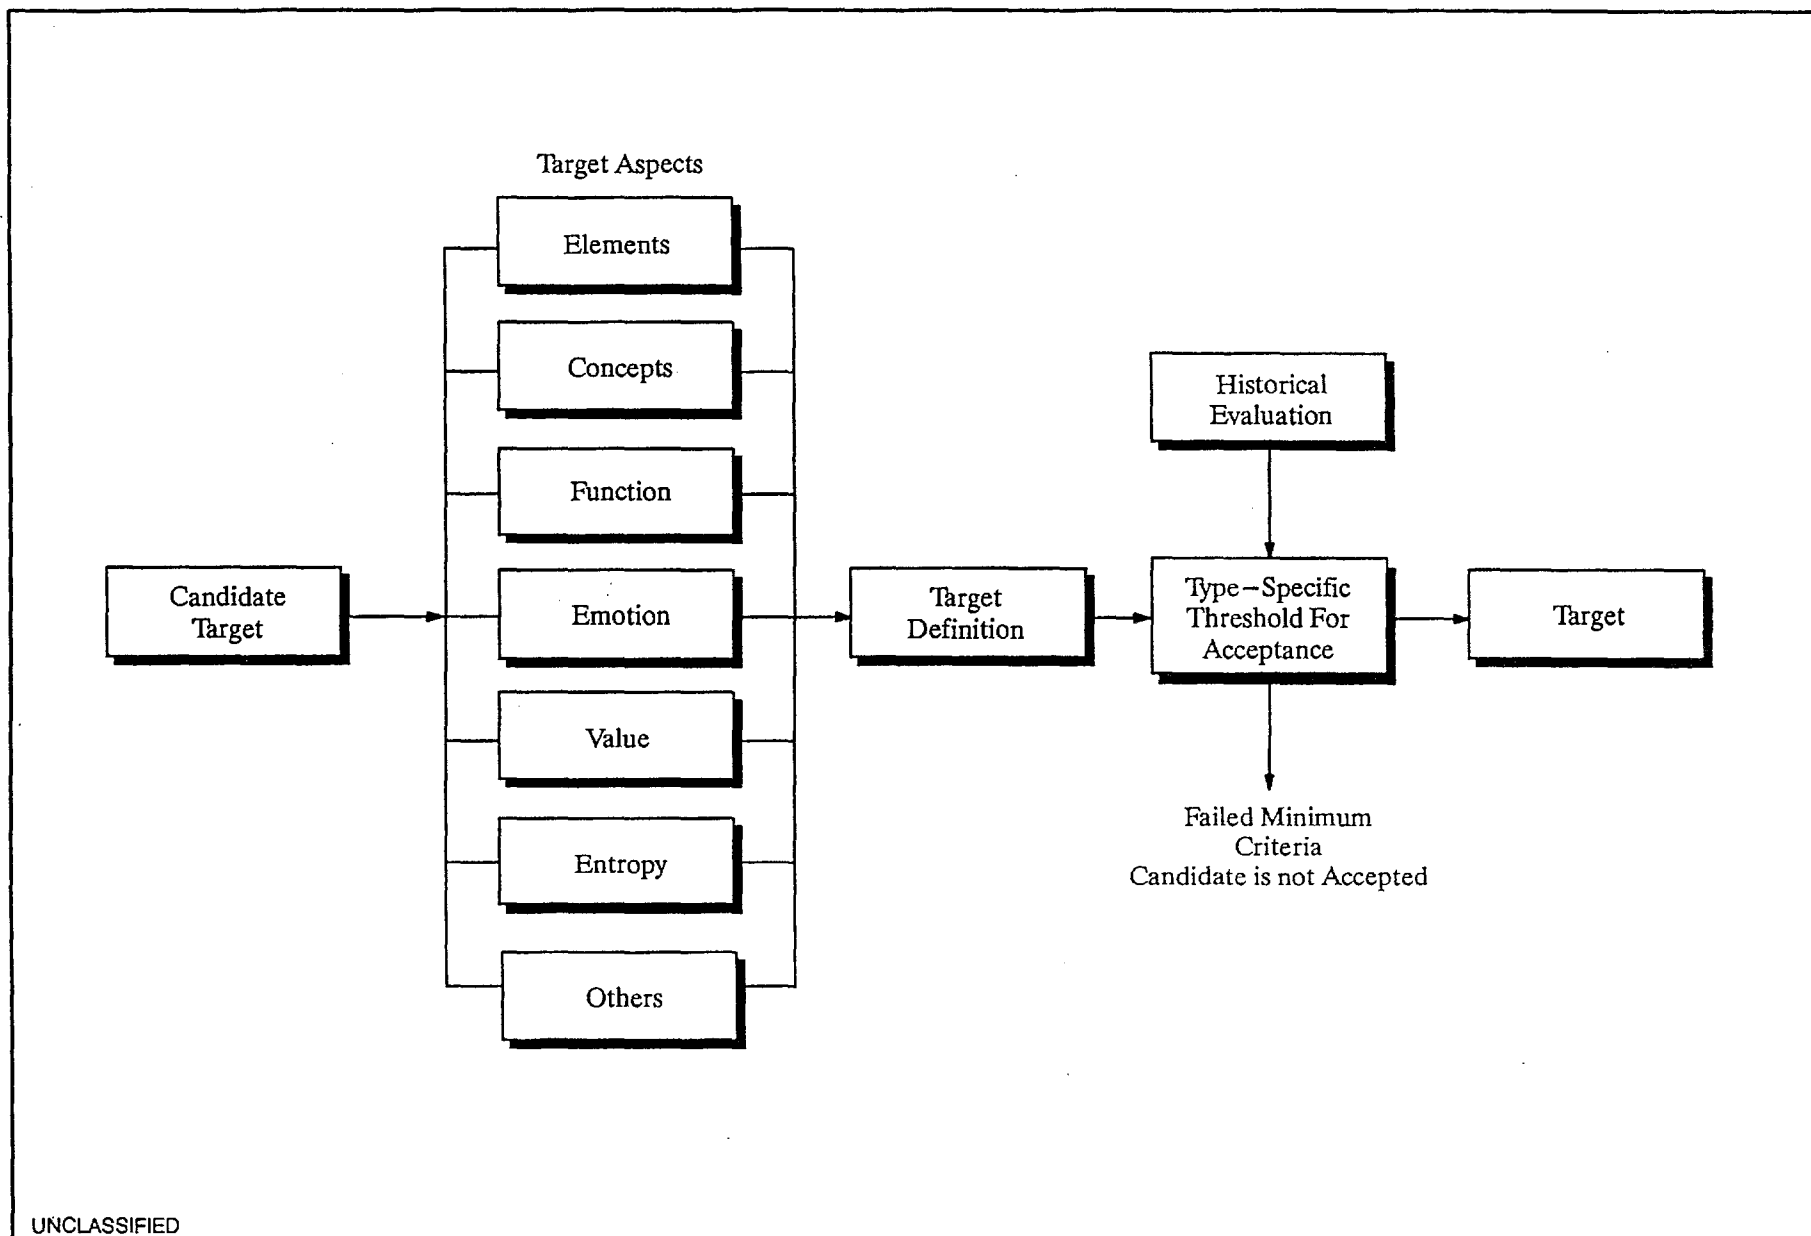 Target Aspects
Elements
Concepts
Function
Emotion
Value
Entropy
Others
Candidate
Target
Target
Definition
Historical
Evaluation
Type-Specific
Threshold For
Acceptance
Target
Failed Minimum
Criteria
Candidate is not Accepted
UNCLASSIFIED